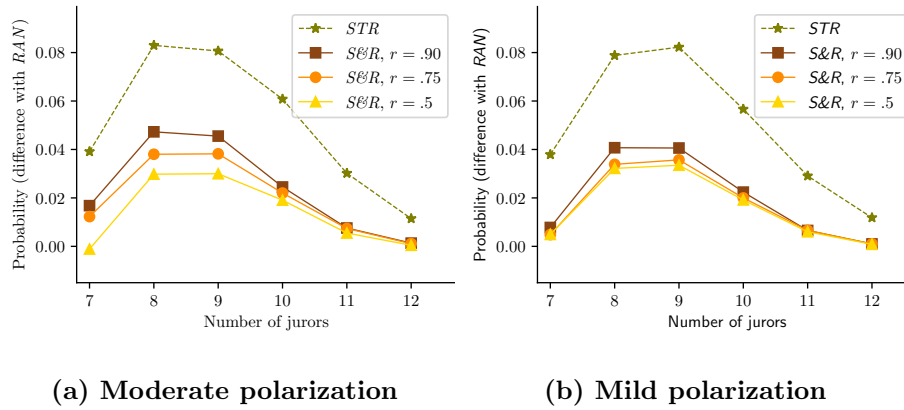 Probability (difference with RAN)
0.08
0.06
0.04
0.02
0.00
7 8 9 10 11 12
Number of jurors
STR
S&R, r = .90
S&R, r = .75
S&R, r = .5
(a) Moderate polarization
Probability (difference with RAN)
0.08
0.06
0.04
0.02
0.00
7 8 9 10 11 12
Number of jurors
STR
S&R, r = .90
S&R, r = .75
S&R, r = .5
(b) Mild polarization